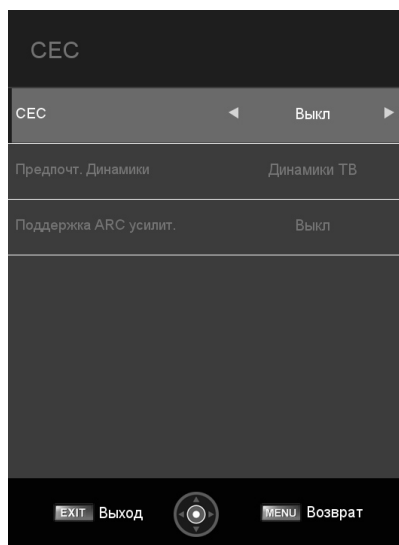 CEC
CEC Выкл
Предпочт. Динамики Динамики ТВ
Поддержка ARC усилит. Выкл
EXIT Выход MENU Возврат